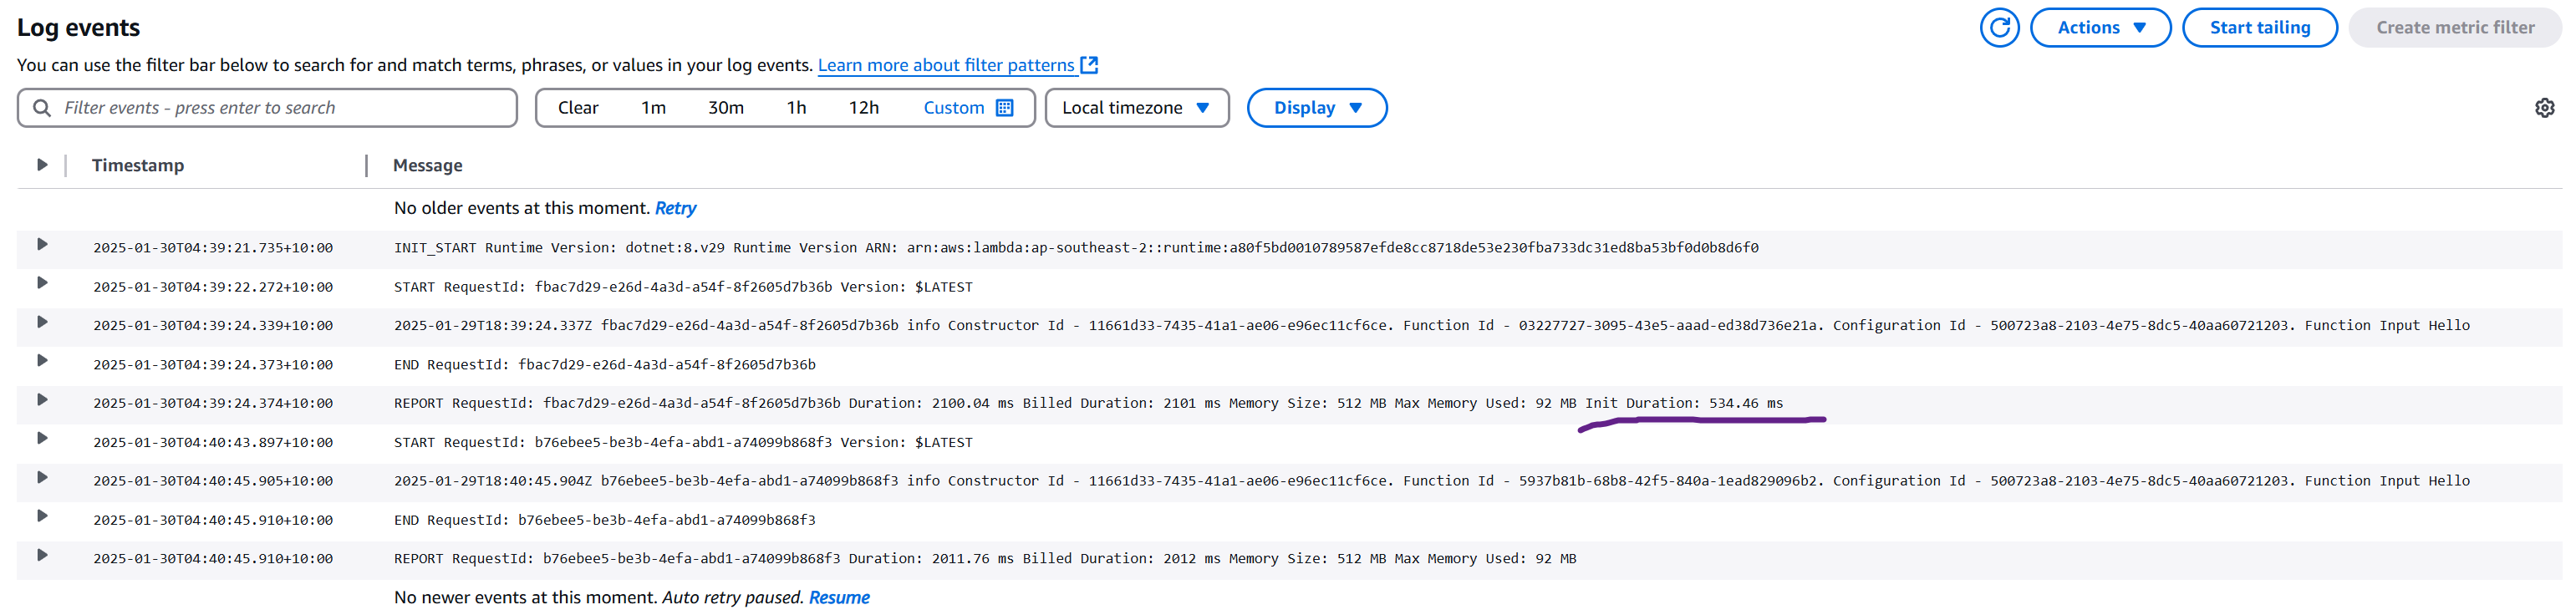 Log events
Actions
Start tailing
Create metric filter
You can use the filter bar below to search for and match terms, phrases, or values in your log events. Learn more about filter patterns
Filter events - press enter to search
Clear 1m 30m 1h 12h Custom
Local timezone
Display
Timestamp Message
No older events at this moment. Retry
2025-01-30T04:39:21.735+10:00 INIT_START Runtime Version: dotnet:8.v29 Runtime Version ARN: arn:aws:lambda:ap-southeast-2::runtime:a80f5bd0010789587efde8cc8718de53e230fba733dc31ed8ba53bf0d0b8d6f0
2025-01-30T04:39:22.272+10:00 START RequestId: fbac7d29-e26d-4a3d-a54f-8f2605d7b36b Version: $LATEST
2025-01-30T04:39:24.339+10:00 2025-01-29T18:39:24.337Z fbac7d29-e26d-4a3d-a54f-8f2605d7b36b info Constructor Id - 11661d33-7435-41a1-ae06-e96ec11cf6ce. Function Id - 03227727-3095-43e5-aaad-ed38d736e21a. Configuration Id - 500723a8-2103-4e75-8dc5-40aa60721203. Function Input Hello
2025-01-30T04:39:24.373+10:00 END RequestId: fbac7d29-e26d-4a3d-a54f-8f2605d7b36b
2025-01-30T04:39:24.374+10:00 REPORT RequestId: fbac7d29-e26d-4a3d-a54f-8f2605d7b36b Duration: 2100.04 ms Billed Duration: 2101 ms Memory Size: 512 MB Max Memory Used: 92 MB Init Duration: 534.46 ms
2025-01-30T04:40:43.897+10:00 START RequestId: b76ebee5-be3b-4efa-abd1-a74099b868f3 Version: $LATEST
2025-01-30T04:40:45.905+10:00 2025-01-29T18:40:45.904Z b76ebee5-be3b-4efa-abd1-a74099b868f3 info Constructor Id - 11661d33-7435-41a1-ae06-e96ec11cf6ce. Function Id - 5937b81b-68b8-42f5-840a-1ead829096b2. Configuration Id - 500723a8-2103-4e75-8dc5-40aa60721203. Function Input Hello
2025-01-30T04:40:45.910+10:00 END RequestId: b76ebee5-be3b-4efa-abd1-a74099b868f3
2025-01-30T04:40:45.910+10:00 REPORT RequestId: b76ebee5-be3b-4efa-abd1-a74099b868f3 Duration: 2011.76 ms Billed Duration: 2012 ms Memory Size: 512 MB Max Memory Used: 92 MB
No newer events at this moment. Auto retry paused. Resume